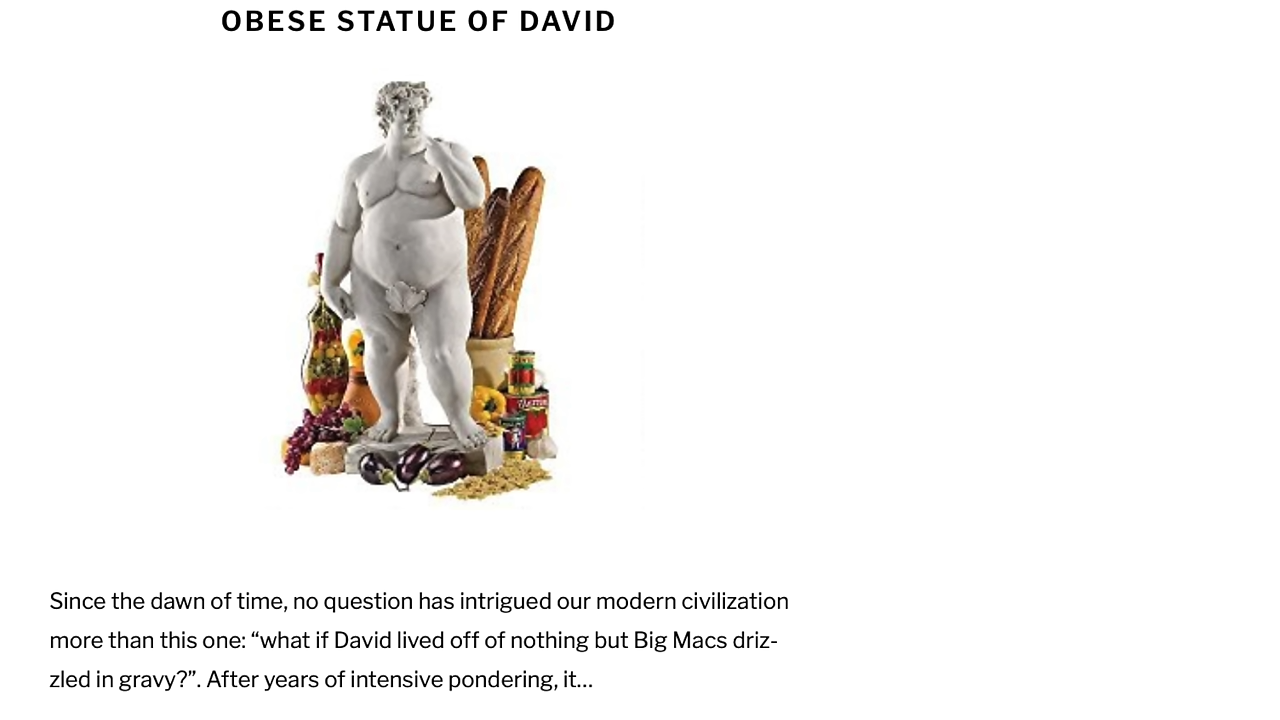 OBESE STATUE OF DAVID
Since the dawn of time, no question has intrigued our modern civilization
more than this one: “what if David lived off of nothing but Big Macs driz-
zled in gravy?”. After years of intensive pondering, it...